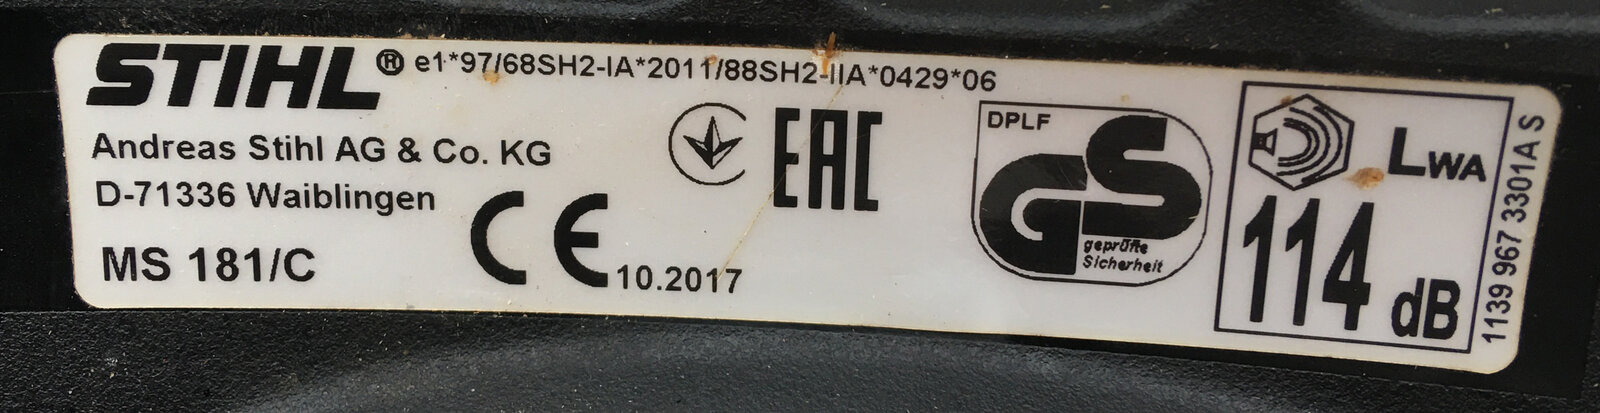 STIHL® e1*97/68SH2-IA*2011/88SH2-IIA*0429*06
Andreas Stihl AG & Co. KG
D-71336 Waiblingen
MS 181/C
CE 10.2017
EAC
DPLF
GS
geprüfte
Sicherheit
LWA
114 dB
1139 967 3301A S